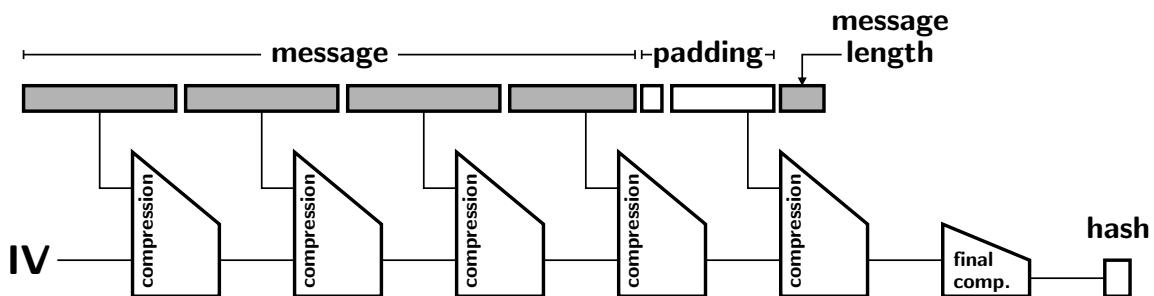 message
length
message
padding
compression
compression
compression
compression
compression
IV
final
comp.
hash